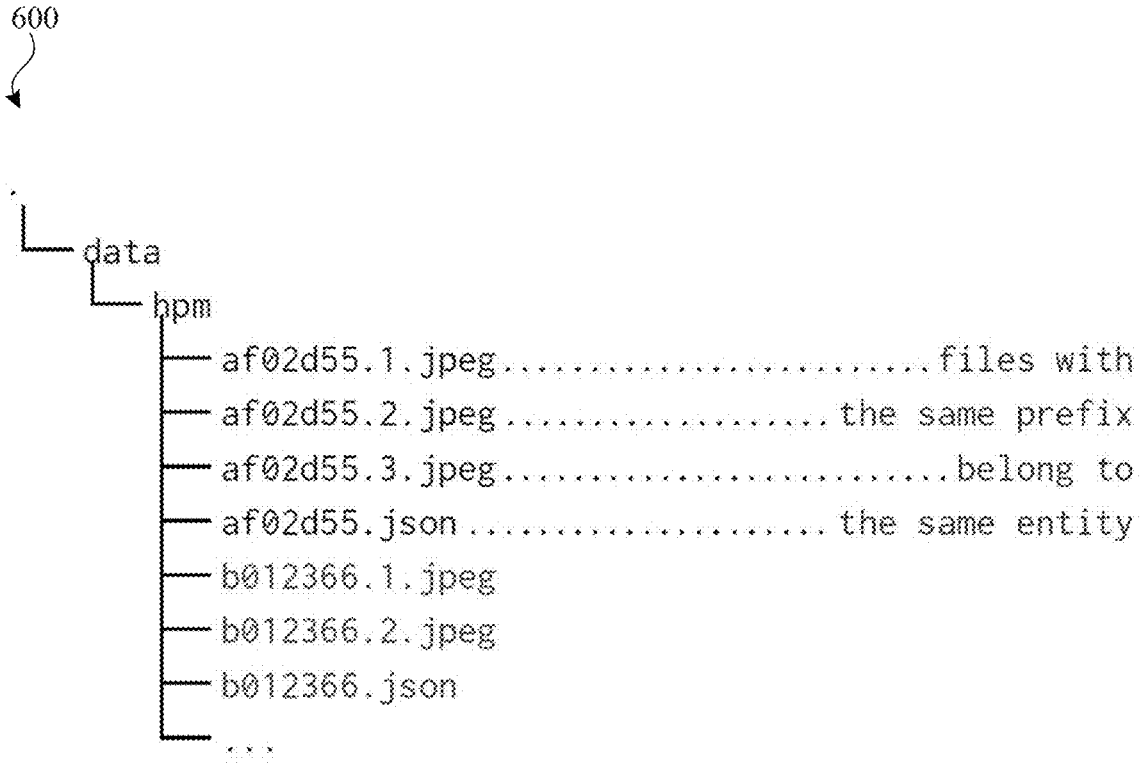 600
.
data
bpm
af02d55.1.jpeg.............................files with
af02d55.2.jpeg......................the same prefix
af02d55.3.jpeg..............................belong to
af02d55.json.........................the same entity
b012366.1.jpeg
b012366.2.jpeg
b012366.json
...